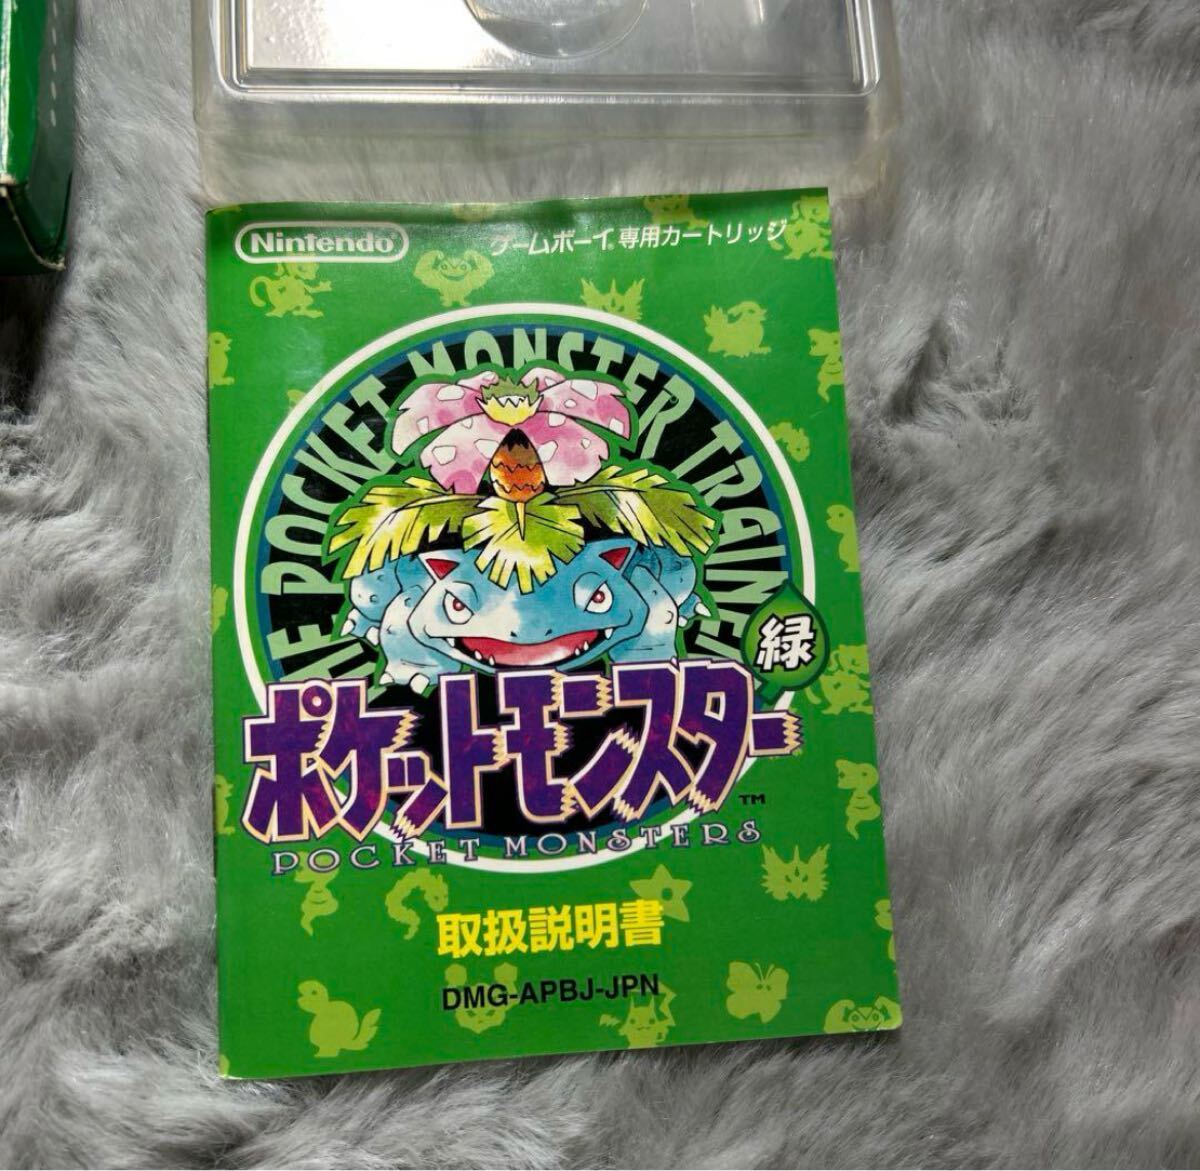 Nintendo®
ゲームボーイ®専用カートリッジ
THE POCKET MONSTER TRAINER
緑
ポケットモンスター
TM
POCKET MONSTERS
取扱説明書
DMG-APBJ-JPN